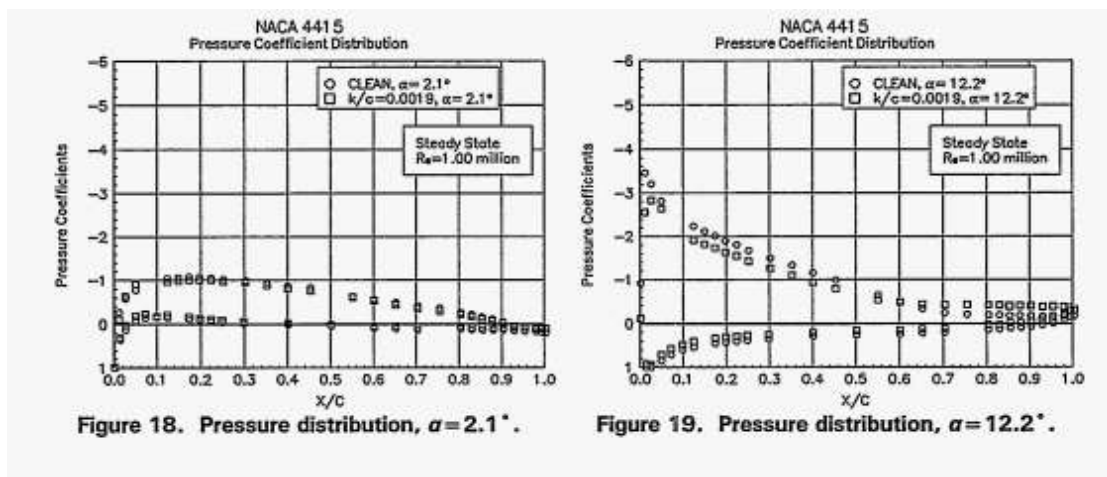 NACA 4415
Pressure Coefficient Distribution
-6
-5
-4
-3
-2
-1
0
1
Pressure Coefficients
CLEAN, α=2.1°
k/c=0.0019, α=2.1°
Steady State
Re=1.00 million
0.0 0.1 0.2 0.3 0.4 0.5 0.6 0.7 0.8 0.9 1.0
X/C
Figure 18. Pressure distribution, α=2.1°.
NACA 4415
Pressure Coefficient Distribution
-6
-5
-4
-3
-2
-1
0
1
Pressure Coefficients
CLEAN, α=12.2°
k/c=0.0019, α=12.2°
Steady State
Re=1.00 million
0.0 0.1 0.2 0.3 0.4 0.5 0.6 0.7 0.8 0.9 1.0
X/C
Figure 19. Pressure distribution, α=12.2°.